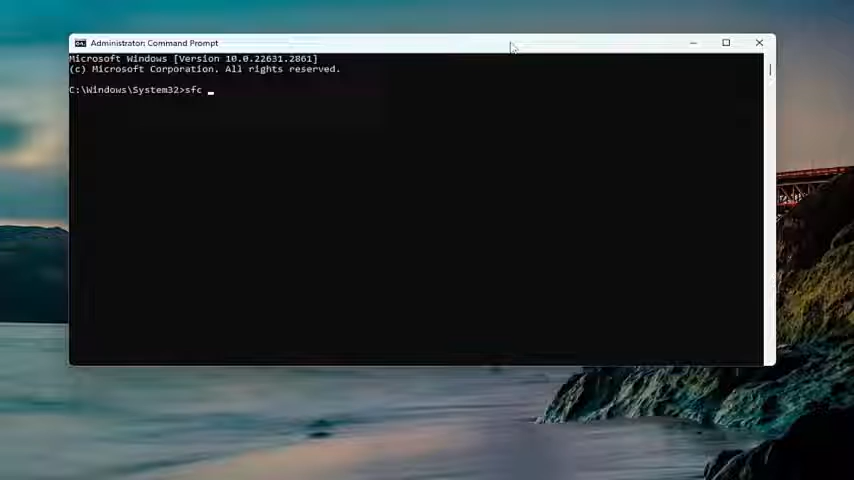 Administrator: Command Prompt
Microsoft Windows [Version 10.0.22631.2861]
(c) Microsoft Corporation. All rights reserved.
C:\Windows\System32>sfc